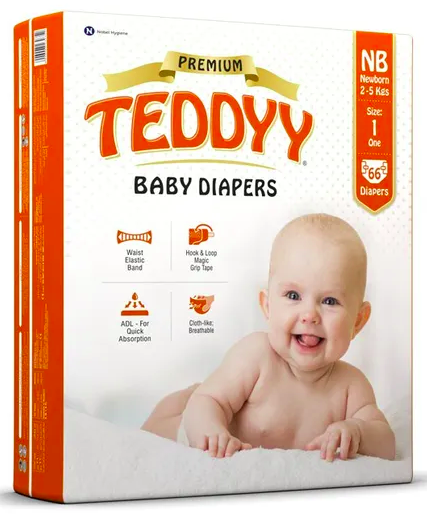 Nobel Hygiene
PREMIUM
TEDDYY®
BABY DIAPERS
NB
Newborn
2-5 Kgs
Size:
1
One
66
Diapers
Waist
Elastic
Band
Hook & Loop
Magic
Grip Tape
ADL - For
Quick
Absorption
Cloth-like;
Breathable